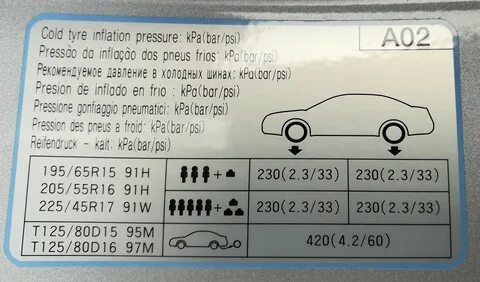 Cold tyre inflation pressure: kPa(bar/psi)
A02
Pressão da inflação dos pneus frios: kPa(bar/psi)
Рекомендуемое давление в холодных шинах: kPa(bar/psi)
Presion de inflado en frio : kPa(bar/psi)
Pressione gonfiaggio pneumatici: kPa(bar/psi)
Pression des pneus a froid: kPa(bar/psi)
Reifendruck - kalt: kPa(bar/psi)
195/65R15 91H
205/55R16 91H + 230(2.3/33) 230(2.3/33)
225/45R17 91W + 230(2.3/33) 230(2.3/33)
T125/80D15 95M
T125/80D16 97M 420(4.2/60)